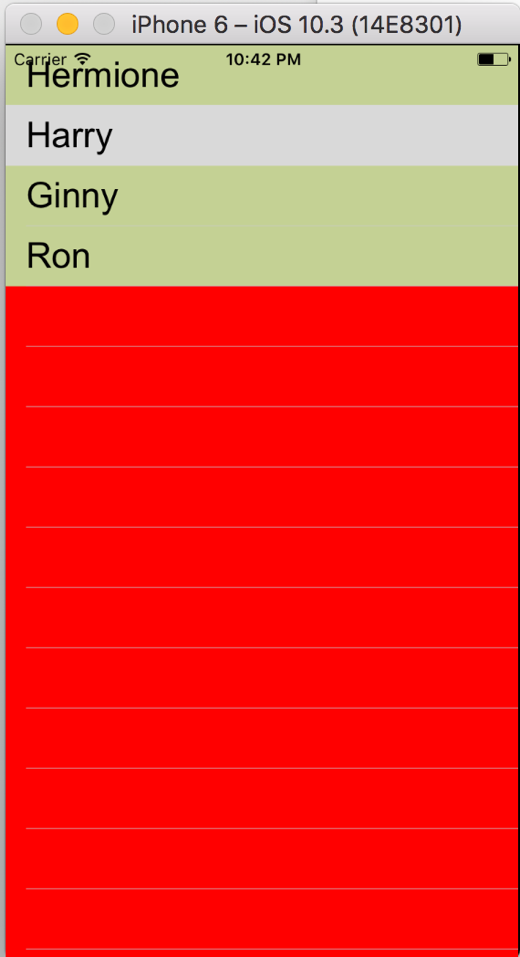 iPhone 6 – iOS 10.3 (14E8301)
Carrier 10:42 PM
Hermione
Harry
Ginny
Ron